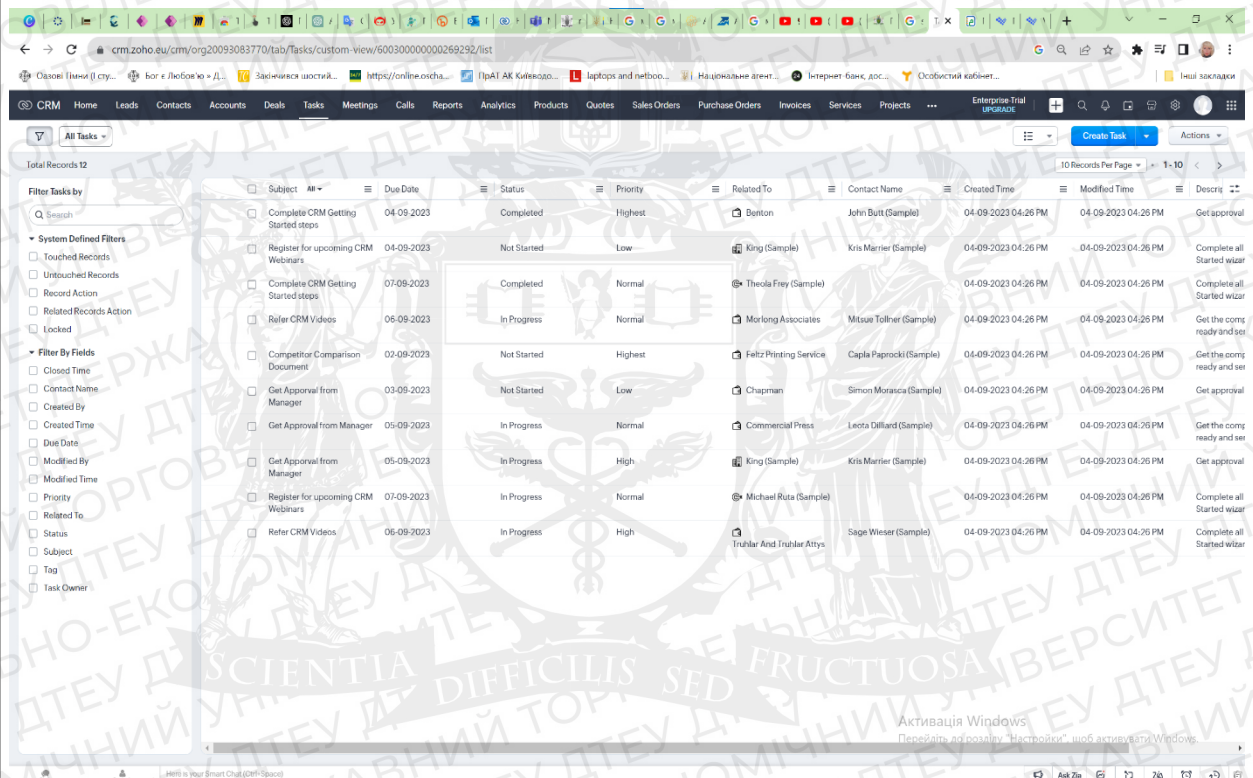 crm.zoho.eu/crm/org20093083770/tab/Tasks/custom-view/600300000000269292/list
Оазові Гімни (I сту... Бог є Любов'ю » Д... Закінчився шостий... https://online.oscha... ПрАТ АК Київводо... laptops and netboo... Національне агент... Інтернет-банк, дос... Особистий кабінет... Інші закладки
CRM Home Leads Contacts Accounts Deals Tasks Meetings Calls Reports Analytics Products Quotes Sales Orders Purchase Orders Invoices Services Projects ... Enterprise-Trial
UPGRADE
All Tasks Create Task Actions
Total Records 12 10 Records Per Page 1 - 10
Filter Tasks by
Search
System Defined Filters
Touched Records
Untouched Records
Record Action
Related Records Action
Locked
Filter By Fields
Closed Time
Contact Name
Created By
Created Time
Due Date
Modified By
Modified Time
Priority
Related To
Status
Subject
Tag
Task Owner
Subject All Due Date Status Priority Related To Contact Name Created Time Modified Time Descrip
Complete CRM Getting Started steps 04-09-2023 Completed Highest Benton John Butt (Sample) 04-09-2023 04:26 PM 04-09-2023 04:26 PM Get approval
Register for upcoming CRM Webinars 04-09-2023 Not Started Low King (Sample) Kris Marrier (Sample) 04-09-2023 04:26 PM 04-09-2023 04:26 PM Complete all Started wizar
Complete CRM Getting Started steps 07-09-2023 Completed Normal Theola Frey (Sample) 04-09-2023 04:26 PM 04-09-2023 04:26 PM Complete all Started wizar
Refer CRM Videos 06-09-2023 In Progress Normal Morlong Associates Mitsue Tollner (Sample) 04-09-2023 04:26 PM 04-09-2023 04:26 PM Get the comp ready and ser
Competitor Comparison Document 02-09-2023 Not Started Highest Feltz Printing Service Capla Paprocki (Sample) 04-09-2023 04:26 PM 04-09-2023 04:26 PM Get the comp ready and ser
Get Apporval from Manager 03-09-2023 Not Started Low Chapman Simon Morasca (Sample) 04-09-2023 04:26 PM 04-09-2023 04:26 PM Get approval
Get Approval from Manager 05-09-2023 In Progress Normal Commercial Press Leota Dilliard (Sample) 04-09-2023 04:26 PM 04-09-2023 04:26 PM Get the comp ready and ser
Get Apporval from Manager 05-09-2023 In Progress High King (Sample) Kris Marrier (Sample) 04-09-2023 04:26 PM 04-09-2023 04:26 PM Get approval
Register for upcoming CRM Webinars 07-09-2023 In Progress Normal Michael Ruta (Sample) 04-09-2023 04:26 PM 04-09-2023 04:26 PM Complete all Started wizar
Refer CRM Videos 06-09-2023 In Progress High Truhlar And Truhlar Attys Sage Wieser (Sample) 04-09-2023 04:26 PM 04-09-2023 04:26 PM Complete all Started wizar
SCIENTIA DIFFICILIS SED FRUCTUOSA
Активація Windows
Перейдіть до розділу "Настройки", щоб активувати Windows.
Here is your Smart Chat (Ctrl+Space) Ask Zia